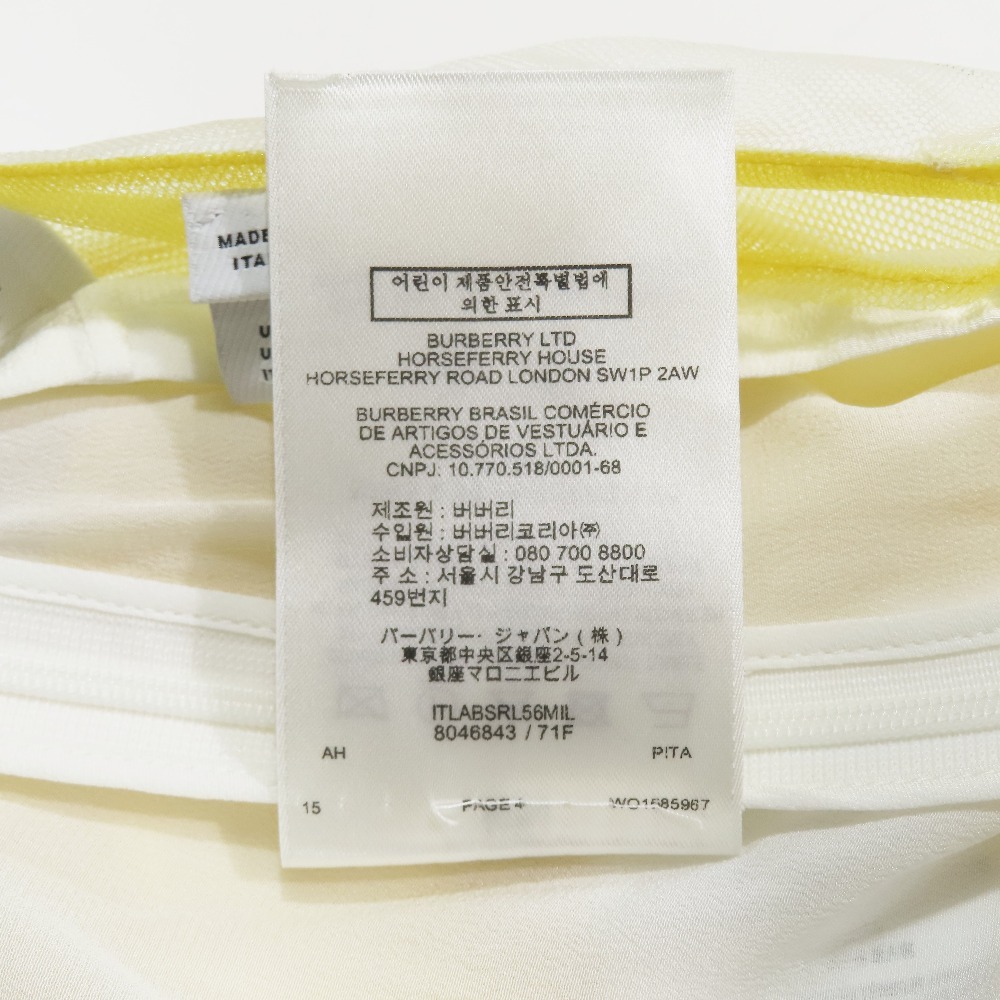 MADE
ITA
U
U
어린이 제품안전특별법에
의한 표시
BURBERRY LTD
HORSEFERRY HOUSE
HORSEFERRY ROAD LONDON SW1P 2AW
BURBERRY BRASIL COMÉRCIO
DE ARTIGOS DE VESTUÁRIO E
ACESSÓRIOS LTDA.
CNPJ: 10.770.518/0001-68
제조원 : 버버리
수입원 : 버버리코리아㈜
소비자상담실 : 080 700 8800
주 소 : 서울시 강남구 도산대로
459번지
バーバリー・ジャパン ( 株 )
東京都中央区銀座2-5-14
銀座マロニエビル
ITLABSRL56MIL
8046843 / 71F
AH PITA
15 PAGE 4 WO1585967